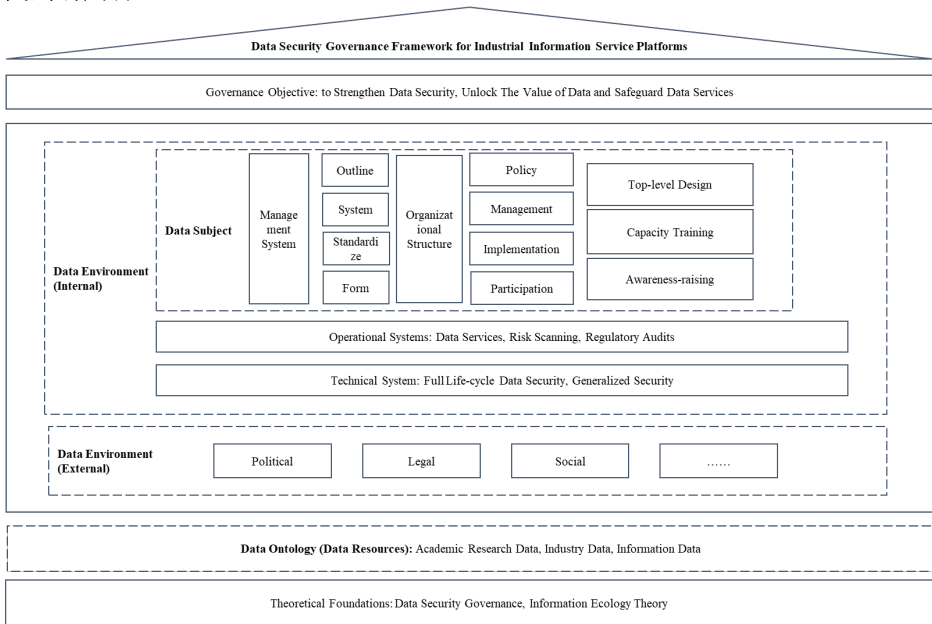 Data Security Governance Framework for Industrial Information Service Platforms
Governance Objective: to Strengthen Data Security, Unlock The Value of Data and Safeguard Data Services
Data Environment
(Internal)
Data Subject
Manage
ment
System
Outline
System
Standardi
ze
Form
Organizat
ional
Structure
Policy
Management
Implementation
Participation
Top-level Design
Capacity Training
Awareness-raising
Operational Systems: Data Services, Risk Scanning, Regulatory Audits
Technical System: Full Life-cycle Data Security, Generalized Security
Data Environment
(External)
Political
Legal
Social
……
Data Ontology (Data Resources): Academic Research Data, Industry Data, Information Data
Theoretical Foundations: Data Security Governance, Information Ecology Theory